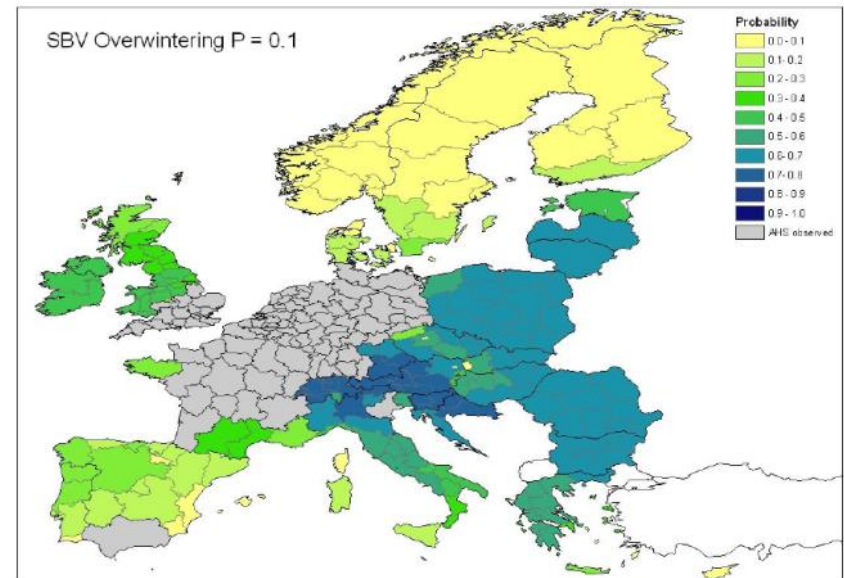 SBV Overwintering P = 0.1
Probability
0.0 - 0.1
0.1 - 0.2
0.2 - 0.3
0.3 - 0.4
0.4 - 0.5
0.5 - 0.6
0.6 - 0.7
0.7 - 0.8
0.8 - 0.9
0.9 - 1.0
AHS observed